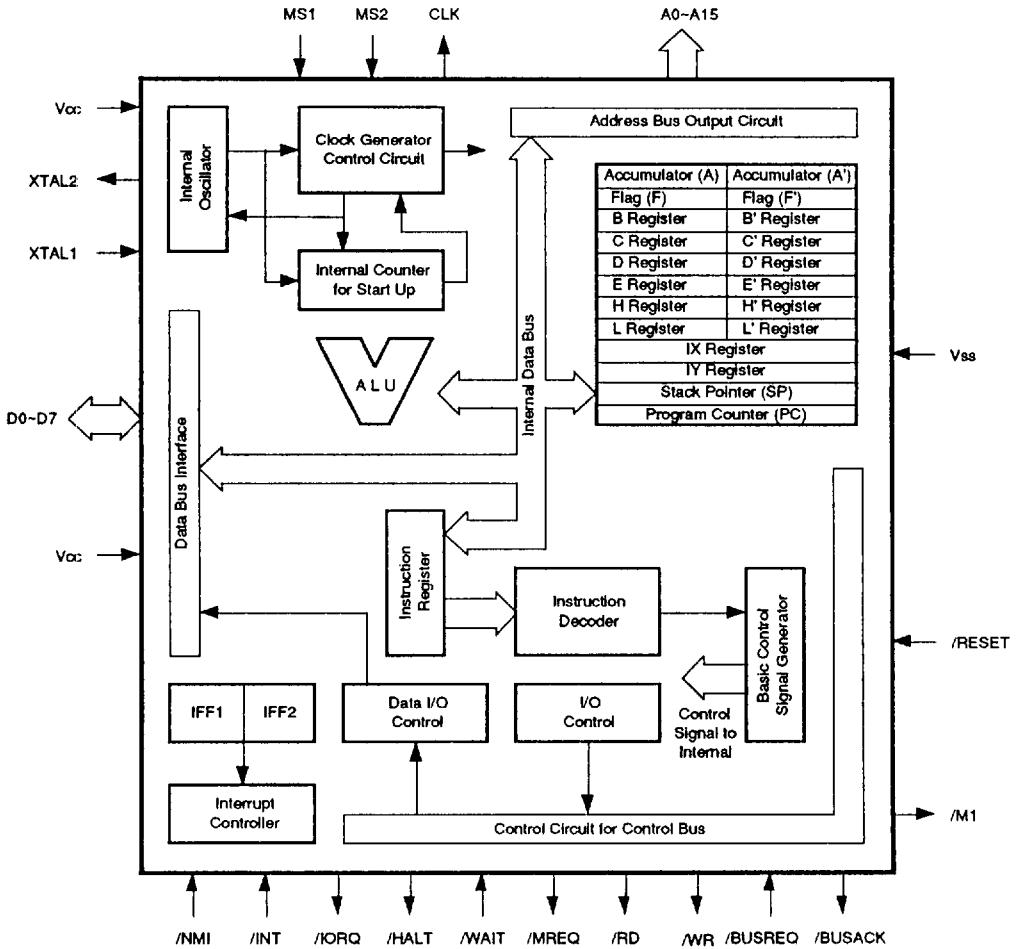 MS1
MS2
CLK
A0~A15
Vcc
XTAL2
XTAL1
Internal
Oscillator
Clock Generator
Control Circuit
Internal Counter
for Start Up
Address Bus Output Circuit
Accumulator (A)
Accumulator (A')
Flag (F)
Flag (F')
B Register
B' Register
C Register
C' Register
D Register
D' Register
E Register
E' Register
H Register
H' Register
L Register
L' Register
IX Register
IY Register
Stack Pointer (SP)
Program Counter (PC)
Vss
Internal Data Bus
ALU
D0~D7
Data Bus Interface
Vcc
Instruction
Register
Instruction
Decoder
Basic Control
Signal Generator
/RESET
Control
Signal to
Internal
IFF1
IFF2
Data I/O
Control
I/O
Control
Interrupt
Controller
Control Circuit for Control Bus
/M1
/NMI
/INT
/IORQ
/HALT
/WAIT
/MREQ
/RD
/WR
/BUSREQ
/BUSACK